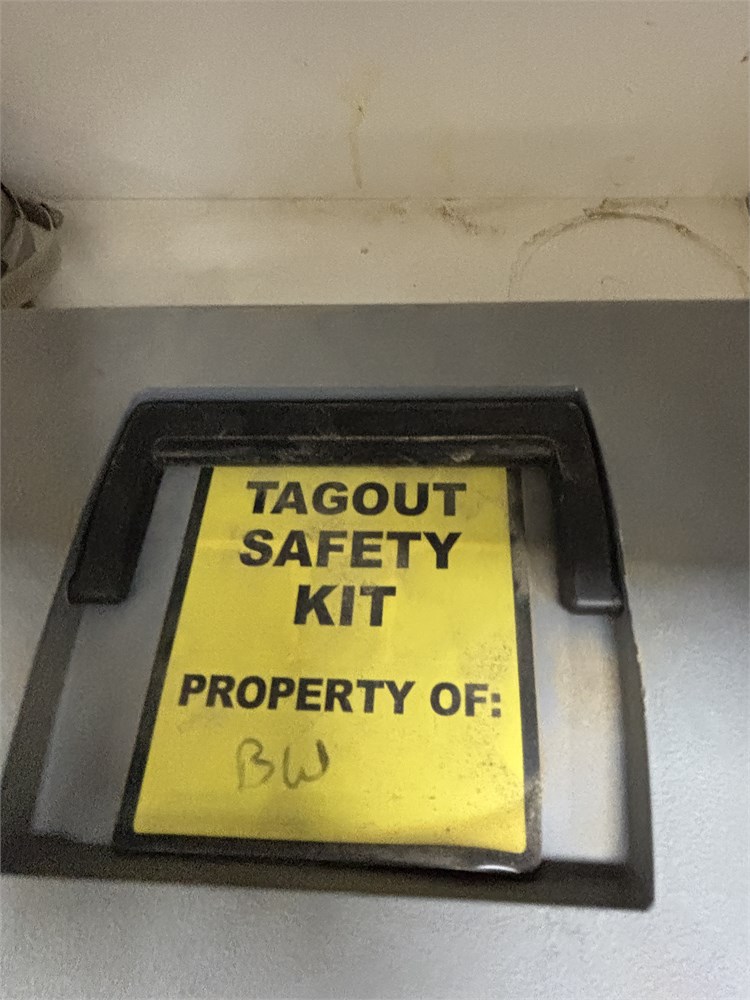 TAGOUT
SAFETY
KIT
PROPERTY OF:
BW